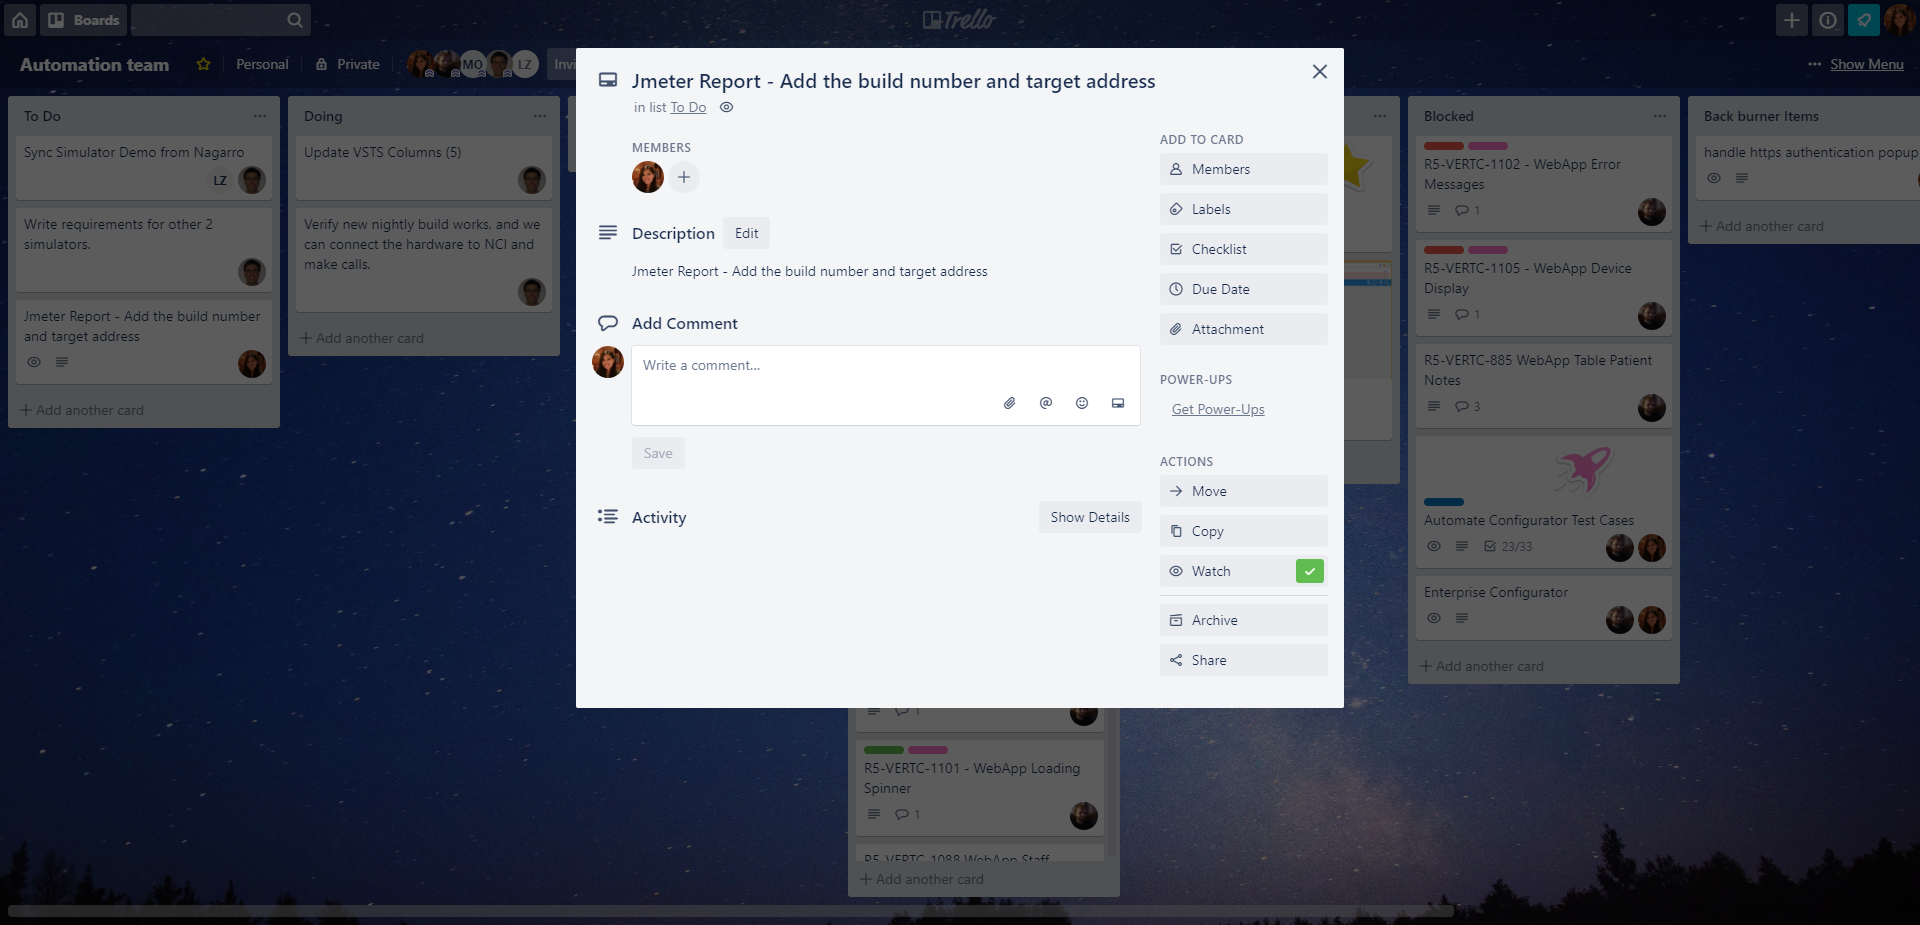 Boards
Trello
Automation team
Personal
Private
MO
LZ
Invi
Show Menu
To Do
Sync Simulator Demo from Nagarro
LZ
Write requirements for other 2
simulators.
Jmeter Report - Add the build number
and target address
+ Add another card
Doing
Update VSTS Columns (5)
Verify new nightly build works, and we
can connect the hardware to NCI and
make calls.
+ Add another card
Jmeter Report - Add the build number and target address
in list To Do
MEMBERS
Description
Edit
Jmeter Report - Add the build number and target address
Add Comment
Write a comment...
Save
Activity
Show Details
ADD TO CARD
Members
Labels
Checklist
Due Date
Attachment
POWER-UPS
Get Power-Ups
ACTIONS
Move
Copy
Watch
Archive
Share
1
R5-VERTC-1101 - WebApp Loading
Spinner
1
R5-VERTC-1088 WebApp Staff
+ Add another card
Blocked
R5-VERTC-1102 - WebApp Error
Messages
1
R5-VERTC-1105 - WebApp Device
Display
1
R5-VERTC-885 WebApp Table Patient
Notes
3
Automate Configurator Test Cases
23/33
Enterprise Configurator
+ Add another card
Back burner Items
handle https authentication popup
+ Add another card